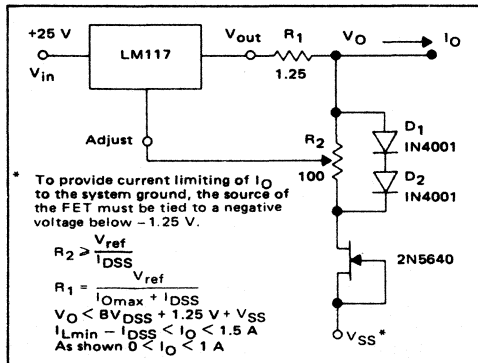 +25 V
V_in
LM117
V_out
R_1
1.25
V_O
I_O
Adjust
R_2
100
D_1
IN4001
D_2
IN4001
2N5640
V_SS*
* To provide current limiting of I_O
to the system ground, the source of
the FET must be tied to a negative
voltage below −1.25 V.
R_2 ≥ V_ref / I_DSS
R_1 = V_ref / I_Omax + I_DSS
V_O < BV_DSS + 1.25 V + V_SS
I_Lmin − I_DSS < I_O < 1.5 A
As shown 0 < I_O < 1 A